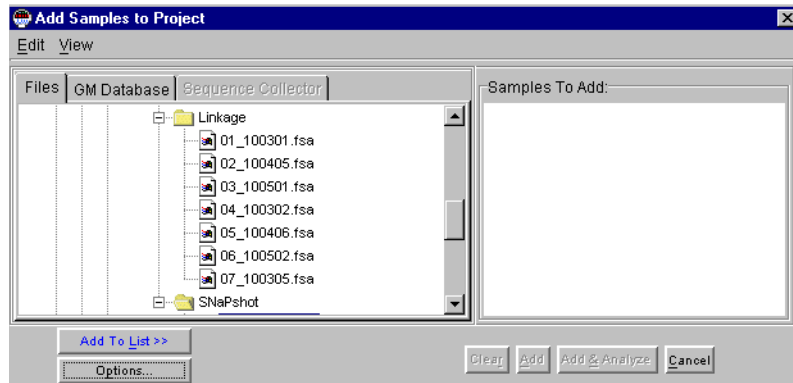 Add Samples to Project
Edit View
Files GM Database Sequence Collector
Samples To Add:
Linkage
01_100301.fsa
02_100405.fsa
03_100501.fsa
04_100302.fsa
05_100406.fsa
06_100502.fsa
07_100305.fsa
SNaPshot
Add To List >>
Options...
Clear Add Add & Analyze Cancel